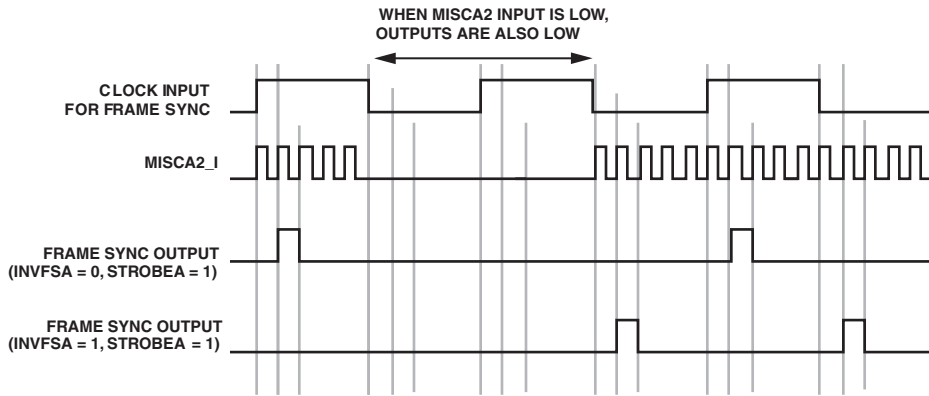 WHEN MISCA2 INPUT IS LOW,
OUTPUTS ARE ALSO LOW
CLOCK INPUT
FOR FRAME SYNC
MISCA2_I
FRAME SYNC OUTPUT
(INVFSA = 0, STROBEA = 1)
FRAME SYNC OUTPUT
(INVFSA = 1, STROBEA = 1)